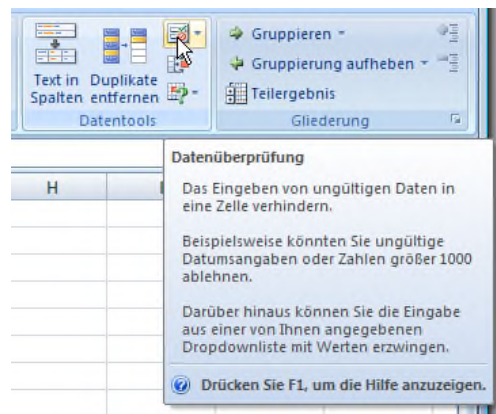 Gruppieren
Gruppierung aufheben
Text in Duplikate
Spalten entfernen
Teilergebnis
Datentools
Gliederung
Datenüberprüfung
H
Das Eingeben von ungültigen Daten in
eine Zelle verhindern.
Beispielsweise könnten Sie ungültige
Datumsangaben oder Zahlen größer 1000
ablehnen.
Darüber hinaus können Sie die Eingabe
aus einer von Ihnen angegebenen
Dropdownliste mit Werten erzwingen.
Drücken Sie F1, um die Hilfe anzuzeigen.